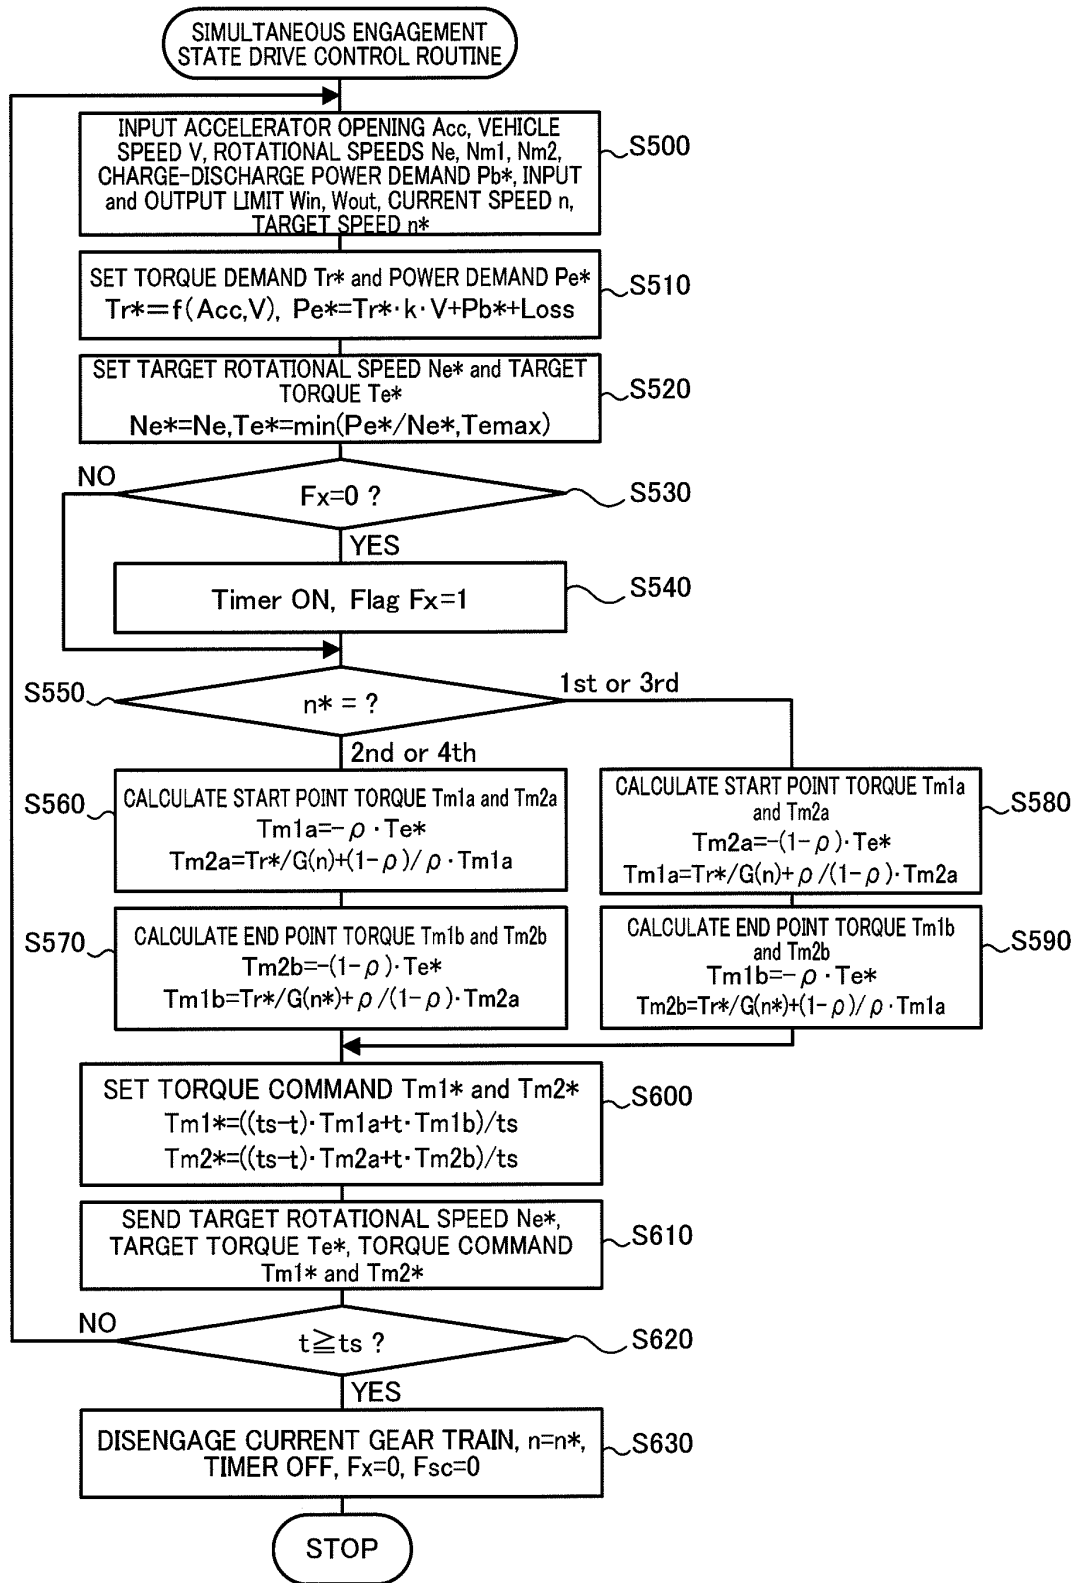 SIMULTANEOUS ENGAGEMENT
STATE DRIVE CONTROL ROUTINE
INPUT ACCELERATOR OPENING Acc, VEHICLE
SPEED V, ROTATIONAL SPEEDS Ne, Nm1, Nm2,
CHARGE-DISCHARGE POWER DEMAND Pb*, INPUT
and OUTPUT LIMIT Win, Wout, CURRENT SPEED n,
TARGET SPEED n*
S500
SET TORQUE DEMAND Tr* and POWER DEMAND Pe*
Tr*=f(Acc,V), Pe*=Tr*·k·V+Pb*+Loss
S510
SET TARGET ROTATIONAL SPEED Ne* and TARGET
TORQUE Te*
Ne*=Ne,Te*=min(Pe*/Ne*,Temax)
S520
NO
Fx=0 ?
S530
YES
Timer ON, Flag Fx=1
S540
S550
n* = ?
1st or 3rd
2nd or 4th
S560
CALCULATE START POINT TORQUE Tm1a and Tm2a
Tm1a=-ρ·Te*
Tm2a=Tr*/G(n)+(1-ρ)/ρ·Tm1a
CALCULATE START POINT TORQUE Tm1a
and Tm2a
Tm2a=-(1-ρ)·Te*
Tm1a=Tr*/G(n)+ρ/(1-ρ)·Tm2a
S580
S570
CALCULATE END POINT TORQUE Tm1b and Tm2b
Tm2b=-(1-ρ)·Te*
Tm1b=Tr*/G(n*)+ρ/(1-ρ)·Tm2a
CALCULATE END POINT TORQUE Tm1b
and Tm2b
Tm1b=-ρ·Te*
Tm2b=Tr*/G(n*)+(1-ρ)/ρ·Tm1a
S590
SET TORQUE COMMAND Tm1* and Tm2*
Tm1*=((ts-t)·Tm1a+t·Tm1b)/ts
Tm2*=((ts-t)·Tm2a+t·Tm2b)/ts
S600
SEND TARGET ROTATIONAL SPEED Ne*,
TARGET TORQUE Te*, TORQUE COMMAND
Tm1* and Tm2*
S610
NO
t≧ts ?
S620
YES
DISENGAGE CURRENT GEAR TRAIN, n=n*,
TIMER OFF, Fx=0, Fsc=0
S630
STOP